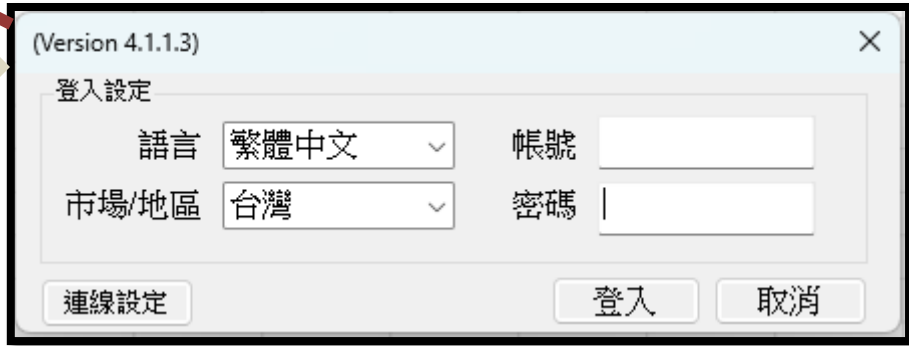 (Version 4.1.1.3)
登入設定
語言 繁體中文 帳號
市場/地區 台灣 密碼
連線設定 登入 取消